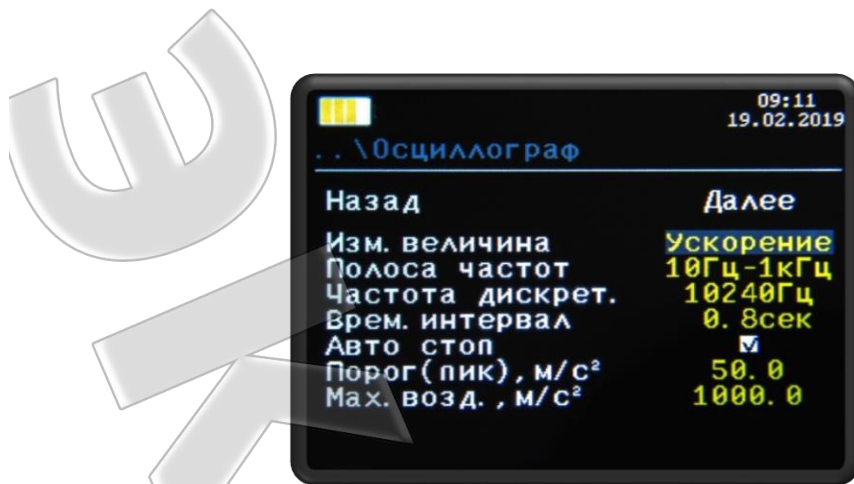 09:11
19.02.2019
..\Осциллограф
Назад Далее
Изм. величина Ускорение
Полоса частот 10Гц-1кГц
Частота дискрет. 10240Гц
Врем. интервал 0.8сек
Авто стоп
Порог(пик), м/с² 50.0
Мах. возд., м/с² 1000.0